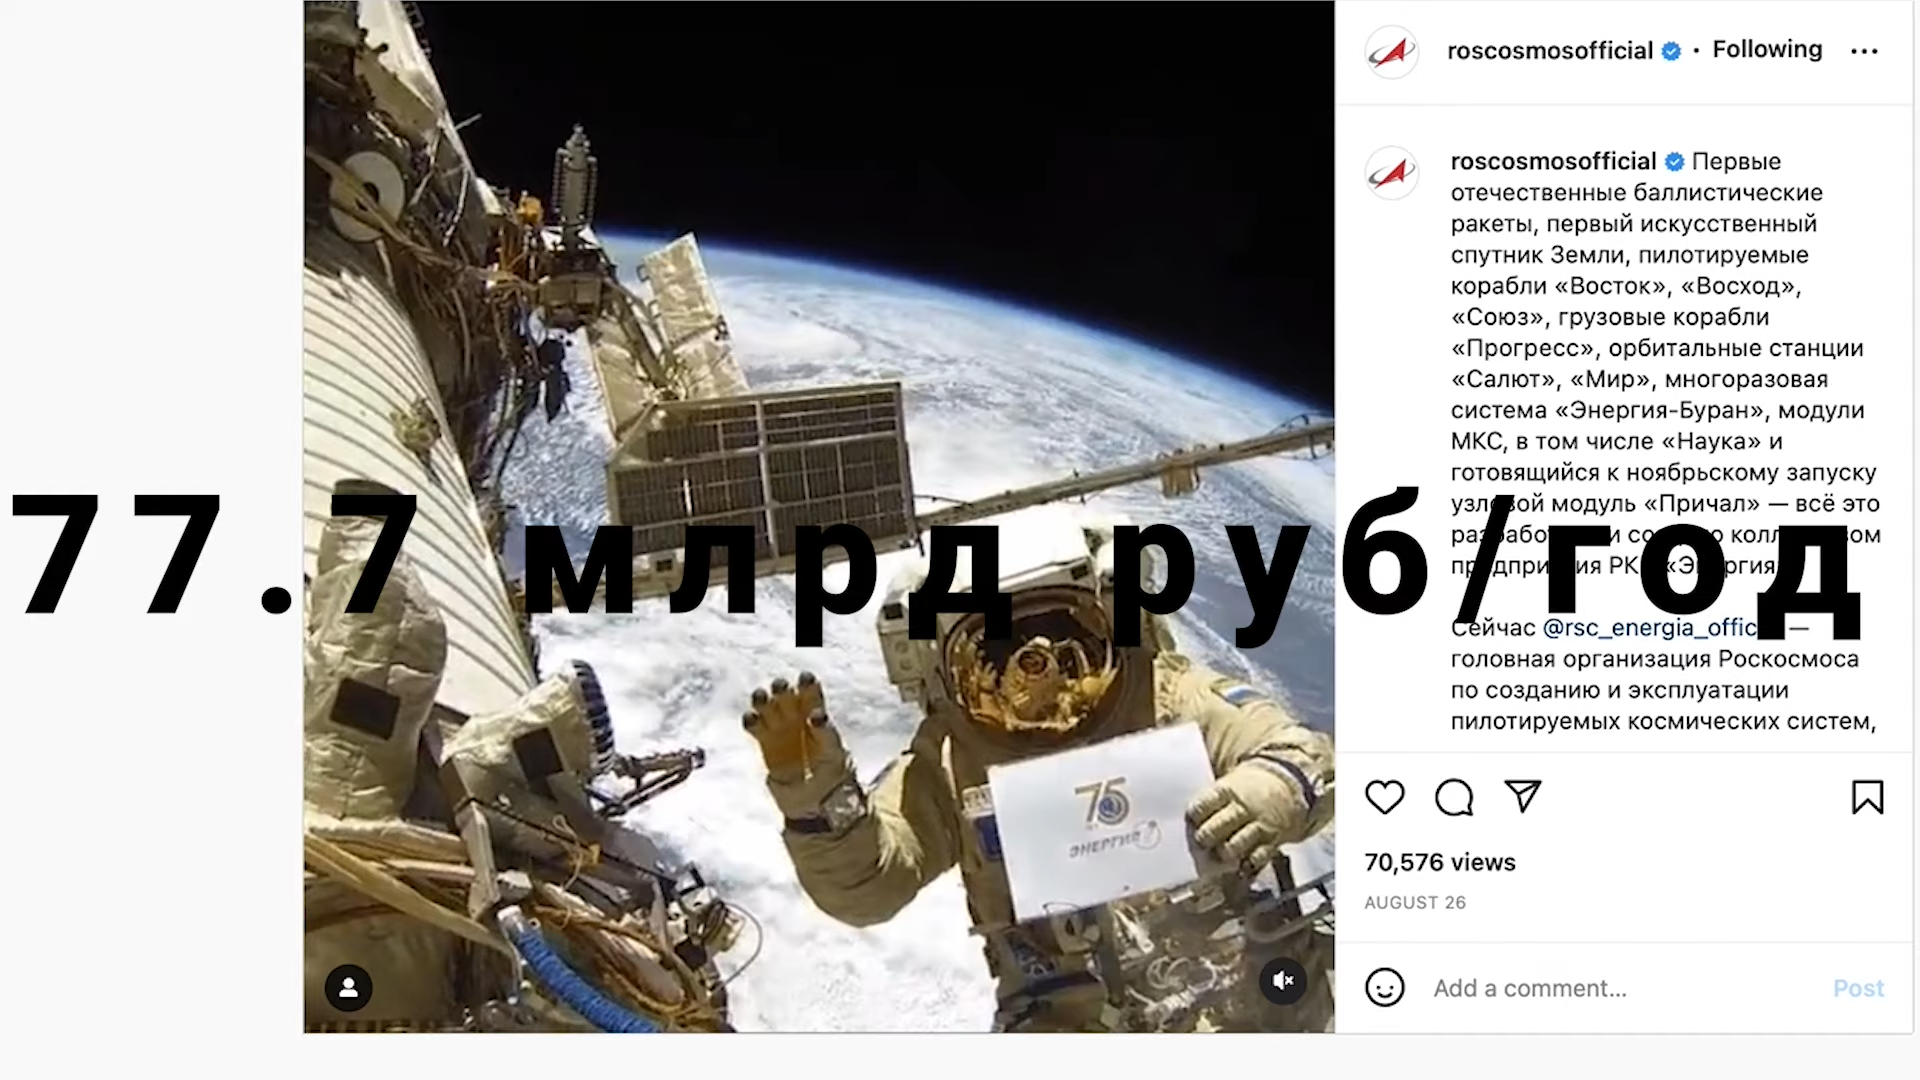 roscosmosofficial • Following
roscosmosofficial Первые
отечественные баллистические
ракеты, первый искусственный
спутник Земли, пилотируемые
корабли «Восток», «Восход»,
«Союз», грузовые корабли
«Прогресс», орбитальные станции
«Салют», «Мир», многоразовая
система «Энергия-Буран», модули
МКС, в том числе «Наука» и
готовящийся к ноябрьскому запуску
узловой модуль «Причал» — всё это
77.7 млрд руб/год
Сейчас @rsc_energia_official —
головная организация Роскосмоса
по созданию и эксплуатации
пилотируемых космических систем,
75
ЭНЕРГИЯ
70,576 views
AUGUST 26
Add a comment...
Post